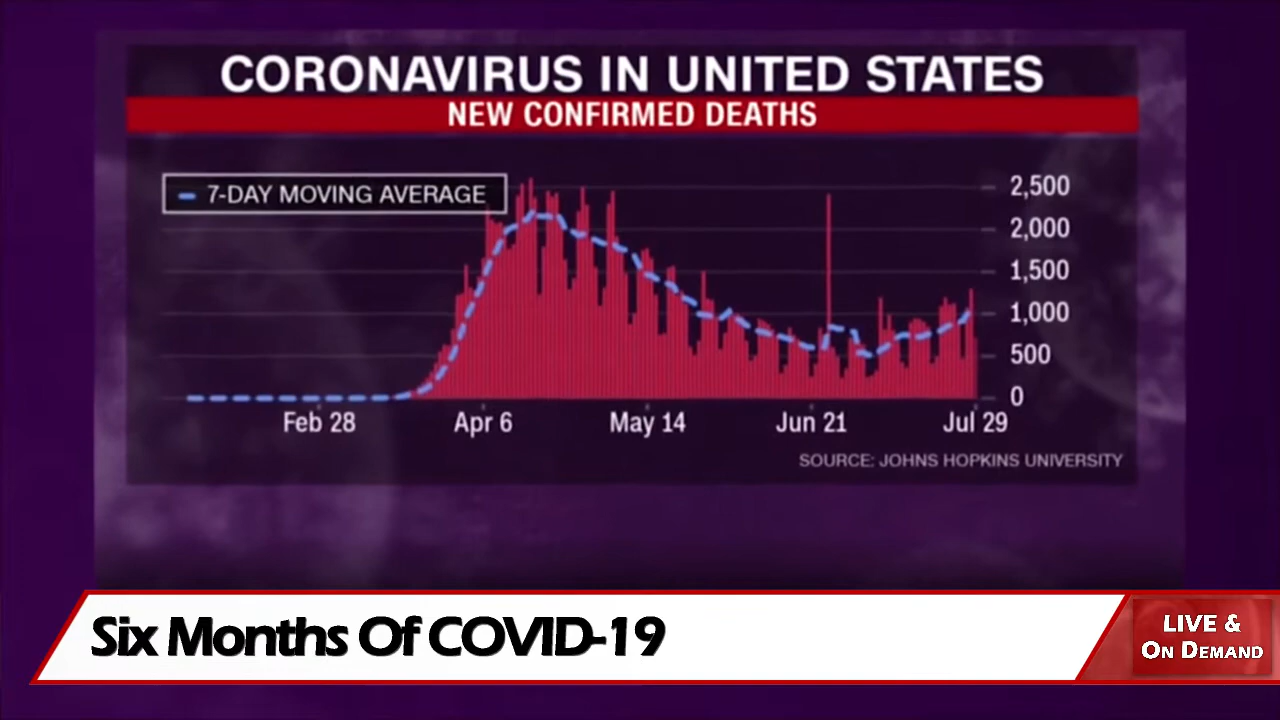 CORONAVIRUS IN UNITED STATES
NEW CONFIRMED DEATHS
7-DAY MOVING AVERAGE
2,500
2,000
1,500
1,000
500
0
Feb 28 Apr 6 May 14 Jun 21 Jul 29
SOURCE: JOHNS HOPKINS UNIVERSITY
Six Months Of COVID-19
LIVE &
ON DEMAND